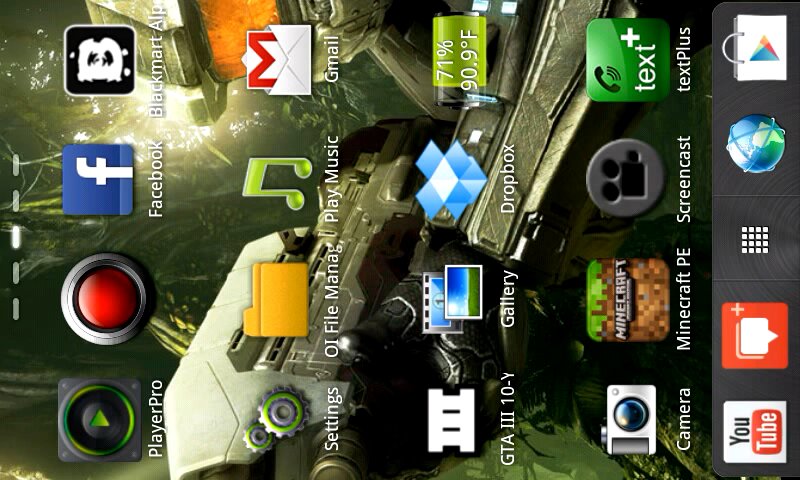 PlayerPro
f
Facebook
Blackmart Alp
Settings
OI File Manag
Play Music
M
Gmail
III
GTA III 10-Y
Gallery
Dropbox
71%
90.9°F
Camera
MINECRAFT
Minecraft PE
Screencast
text+
textPlus
You
Tube